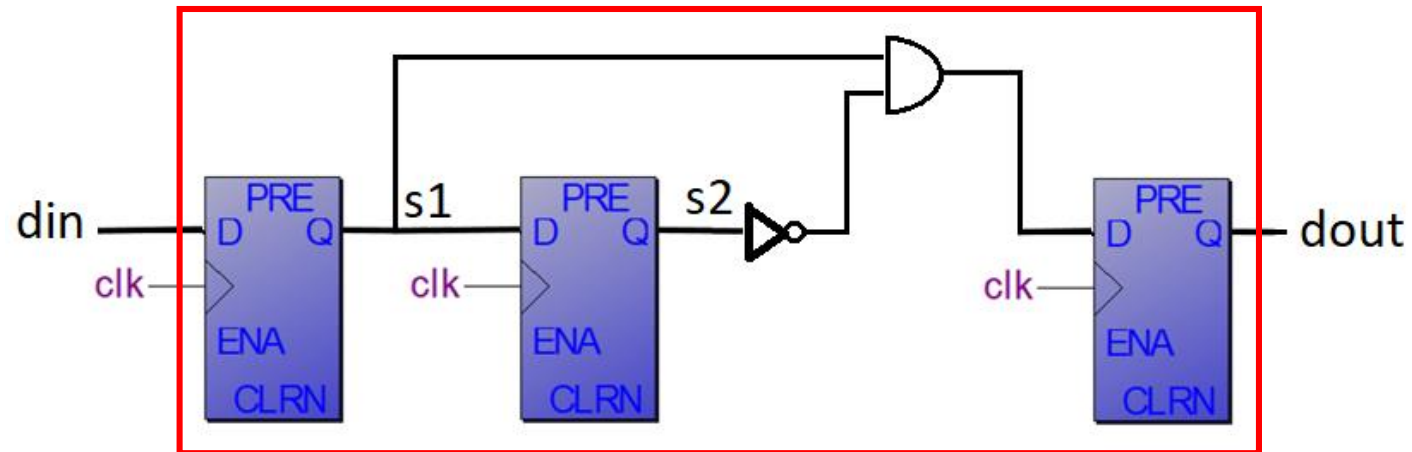 din
s1
s2
dout
PRE
D Q
clk
ENA
CLRN
PRE
D Q
clk
ENA
CLRN
PRE
D Q
clk
ENA
CLRN